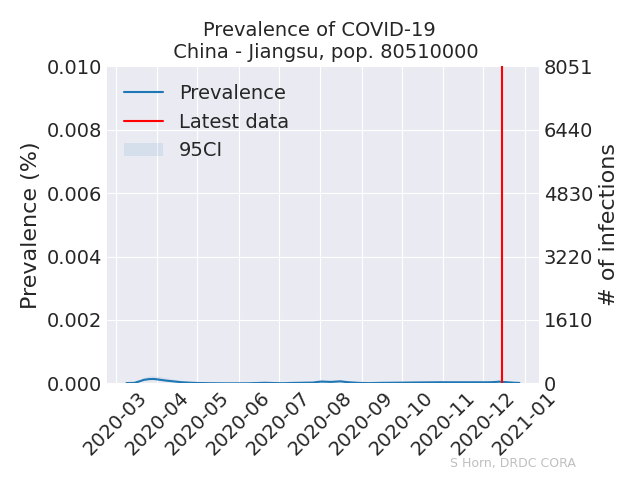 Prevalence of COVID-19
China - Jiangsu, pop. 80510000
0.010
0.008
0.006
0.004
0.002
0.000
Prevalence (%)
Prevalence
Latest data
95CI
8051
6440
4830
3220
1610
0
# of infections
2020-03
2020-04
2020-05
2020-06
2020-07
2020-08
2020-09
2020-10
2020-11
2020-12
2021-01
S Horn, DRDC CORA